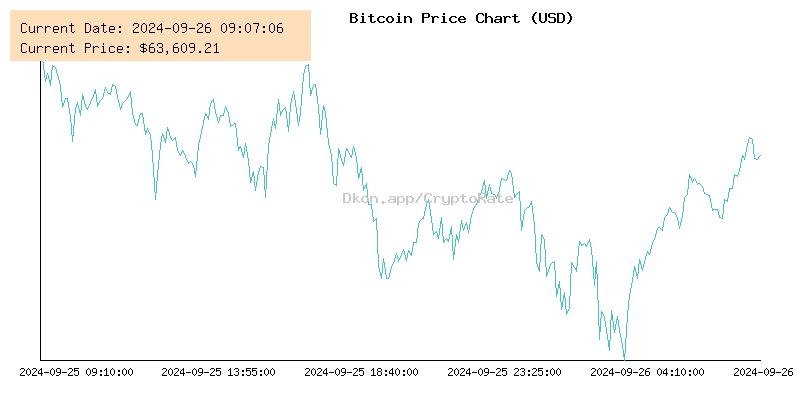 Bitcoin Price Chart (USD)
Current Date: 2024-09-26 09:07:06
Current Price: $63,609.21
Dkon.app/CryptoRate
2024-09-25 09:10:00 2024-09-25 13:55:00 2024-09-25 18:40:00 2024-09-25 23:25:00 2024-09-26 04:10:00 2024-09-26